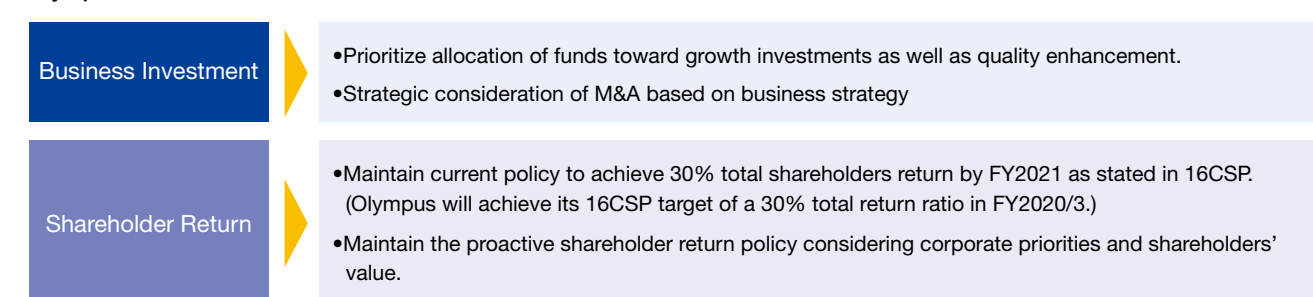 Business Investment
•Prioritize allocation of funds toward growth investments as well as quality enhancement.
•Strategic consideration of M&A based on business strategy
Shareholder Return
•Maintain current policy to achieve 30% total shareholders return by FY2021 as stated in 16CSP.
(Olympus will achieve its 16CSP target of a 30% total return ratio in FY2020/3.)
•Maintain the proactive shareholder return policy considering corporate priorities and shareholders’
value.